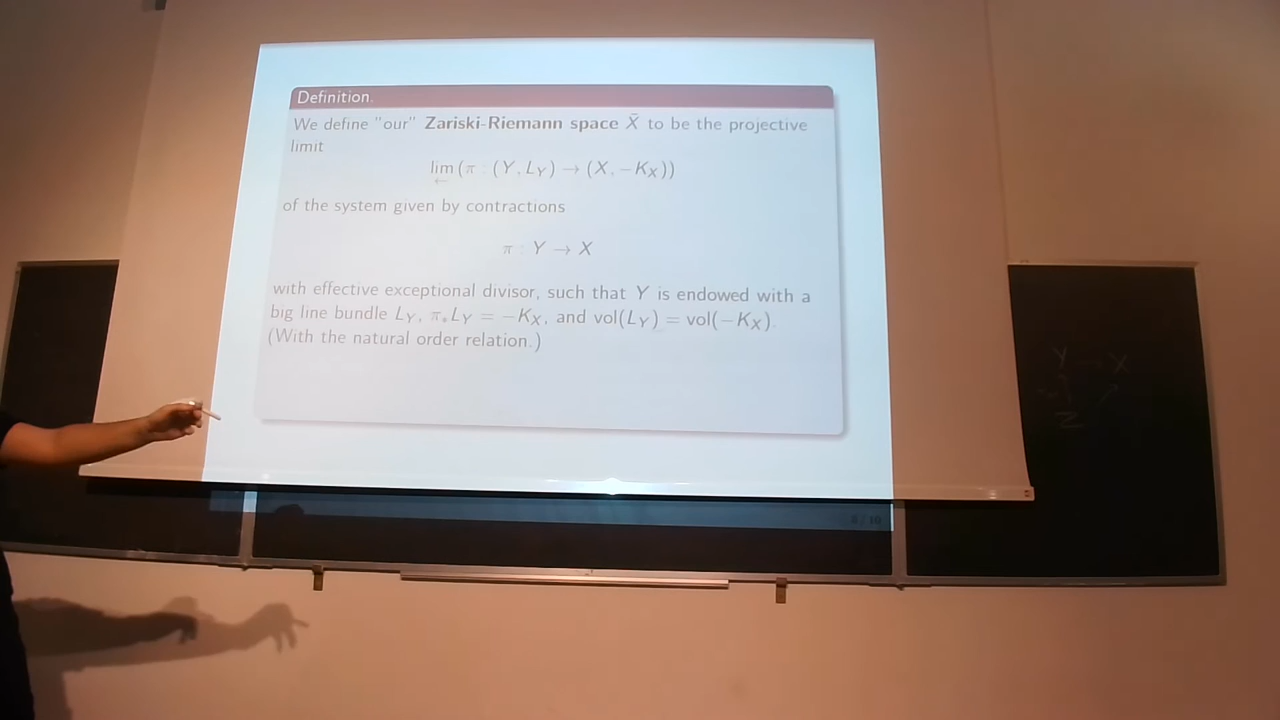 Definition.
We define "our" Zariski-Riemann space X̄ to be the projective
limit
lim← (π : (Y, L_Y) → (X, −K_X))
of the system given by contractions
π : Y → X
with effective exceptional divisor, such that Y is endowed with a
big line bundle L_Y, π_*L_Y = −K_X, and vol(L_Y) = vol(−K_X).
(With the natural order relation.)
Y → X
Z